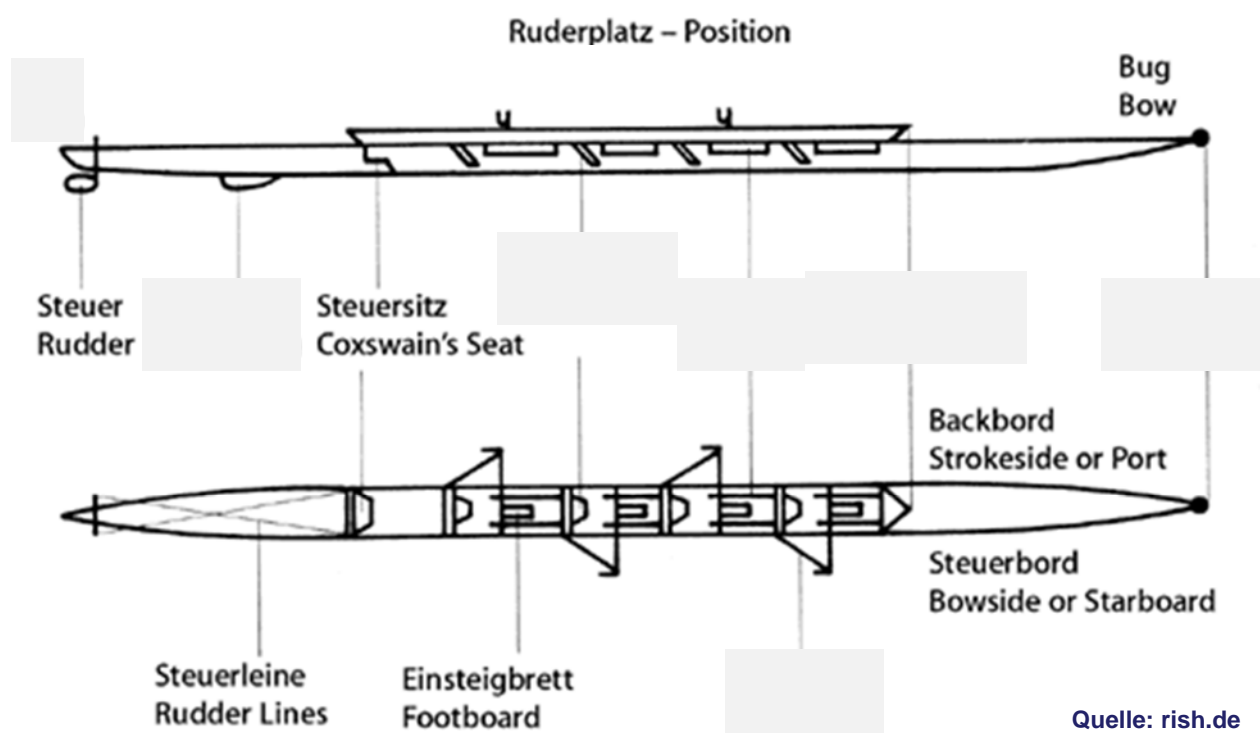 Ruderplatz – Position
Bug
Bow
Steuer
Rudder
Steuersitz
Coxswain's Seat
Backbord
Strokeside or Port
Steuerbord
Bowside or Starboard
Steuerleine
Rudder Lines
Einsteigbrett
Footboard
Quelle: rish.de